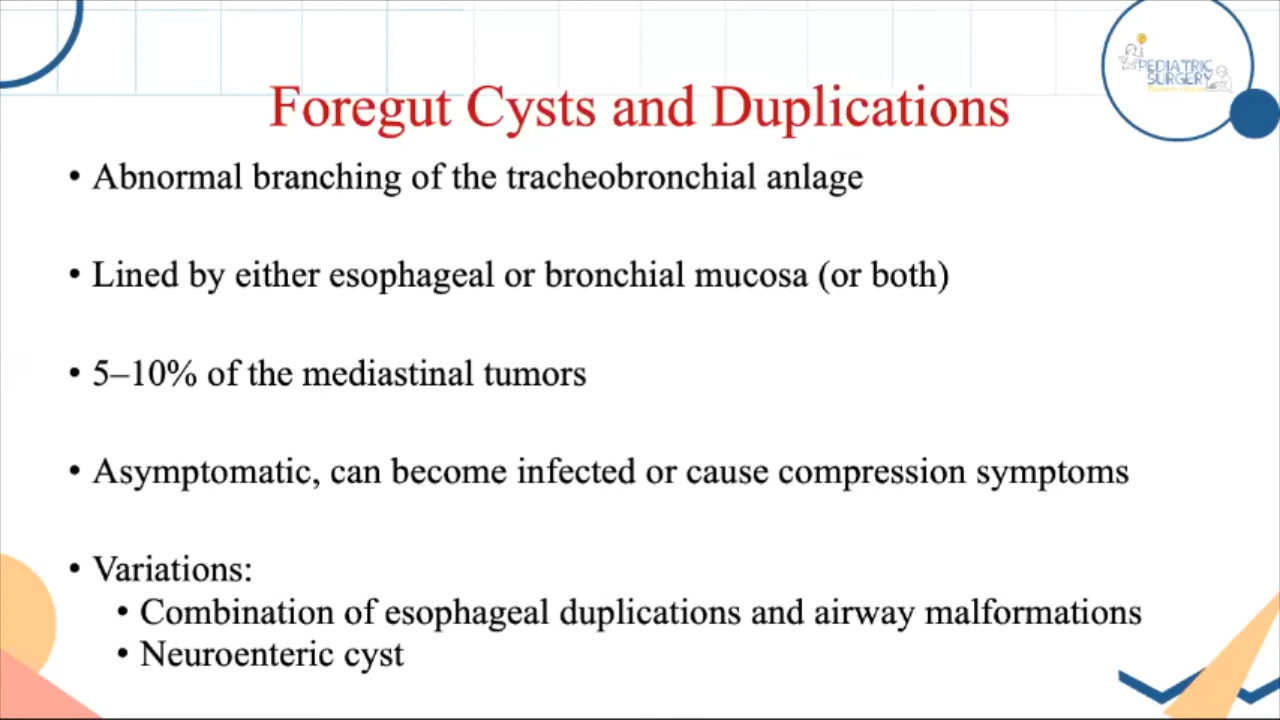 PEDIATRIC
SURGERY
Foregut Cysts and Duplications
• Abnormal branching of the tracheobronchial anlage
• Lined by either esophageal or bronchial mucosa (or both)
• 5–10% of the mediastinal tumors
• Asymptomatic, can become infected or cause compression symptoms
• Variations:
• Combination of esophageal duplications and airway malformations
• Neuroenteric cyst